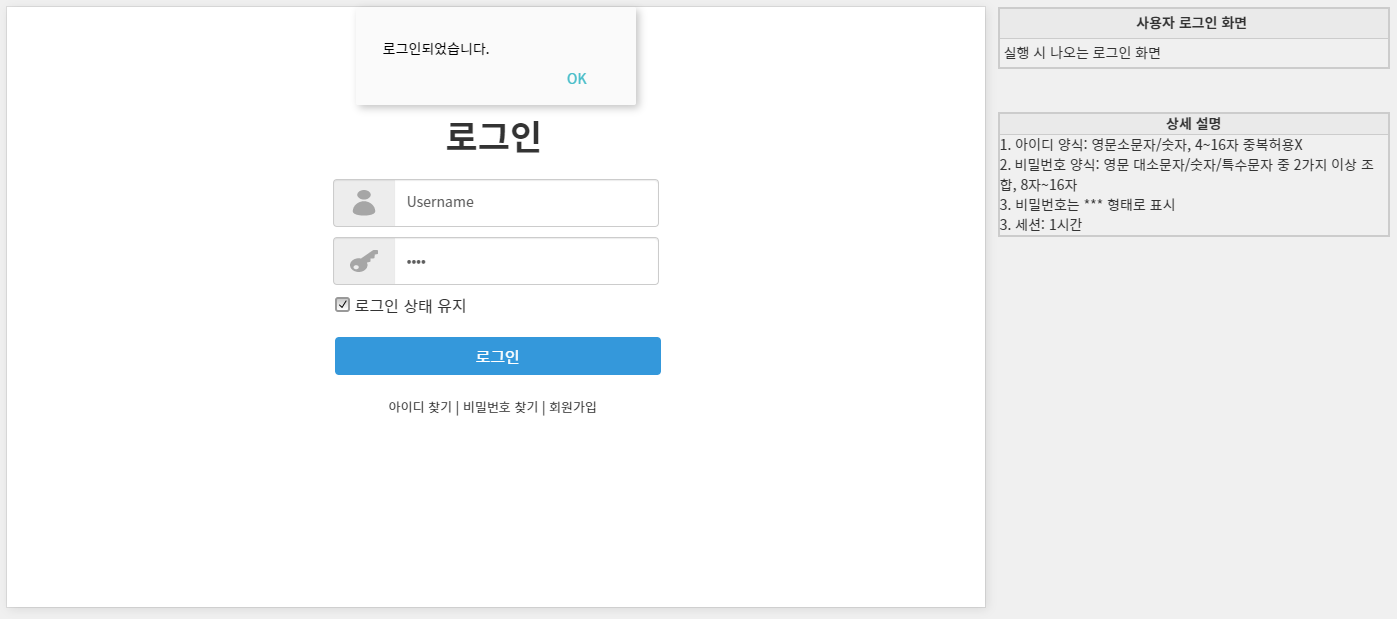 로그인되었습니다.
OK
로그인
Username
••••
로그인 상태 유지
로그인
아이디 찾기 | 비밀번호 찾기 | 회원가입
사용자 로그인 화면
실행 시 나오는 로그인 화면
상세 설명
1. 아이디 양식: 영문소문자/숫자, 4~16자 중복허용X
2. 비밀번호 양식: 영문 대소문자/숫자/특수문자 중 2가지 이상 조
합, 8자~16자
3. 비밀번호는 *** 형태로 표시
3. 세션: 1시간